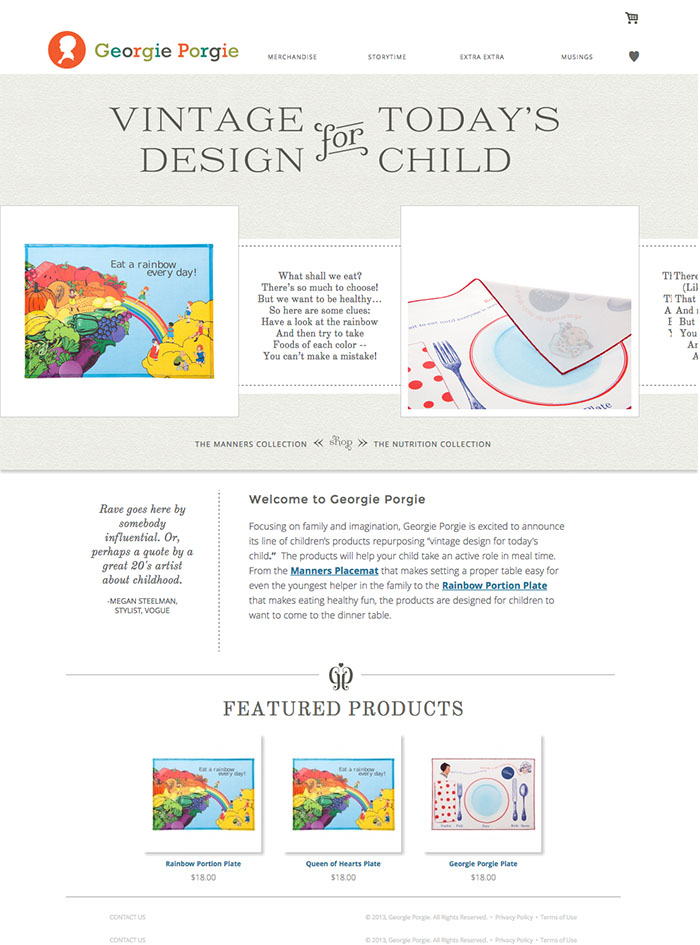 Georgie Porgie
MERCHANDISE
STORYTIME
EXTRA EXTRA
MUSINGS
VINTAGE for TODAY'S
DESIGN CHILD
Eat a rainbow
every day!
What shall we eat?
There's so much to choose!
But we want to be healthy...
So here are some clues:
Have a look at the rainbow
And then try to take
Foods of each color --
You can't make a mistake!
Plate
There
(Lik
That
And
But
You
An
A
THE MANNERS COLLECTION << shop >> THE NUTRITION COLLECTION
Rave goes here by
somebody
influential. Or,
perhaps a quote by a
great 20's artist
about childhood.
-MEGAN STEELMAN,
STYLIST, VOGUE
Welcome to Georgie Porgie
Focusing on family and imagination, Georgie Porgie is excited to announce
its line of children's products repurposing "vintage design for today's
child." The products will help your child take an active role in meal time.
From the Manners Placemat that makes setting a proper table easy for
even the youngest helper in the family to the Rainbow Portion Plate
that makes eating healthy fun, the products are designed for children to
want to come to the dinner table.
GP
FEATURED PRODUCTS
Eat a rainbow
every day!
Eat a rainbow
every day!
Rainbow Portion Plate
$18.00
Queen of Hearts Plate
$18.00
Georgie Porgie Plate
$18.00
CONTACT US
© 2013, Georgie Porgie. All Rights Reserved. • Privacy Policy • Terms of Use
CONTACT US
© 2013, Georgie Porgie. All Rights Reserved. • Privacy Policy • Terms of Use